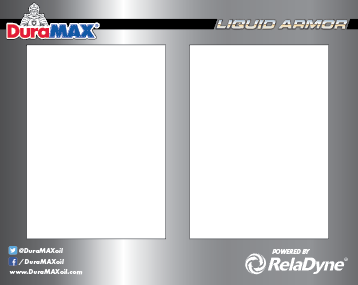 DuraMAX®
LIQUID ARMOR
@DuraMAXoil
/DuraMAXoil
www.DuraMAXoil.com
POWERED BY
RelaDyne®